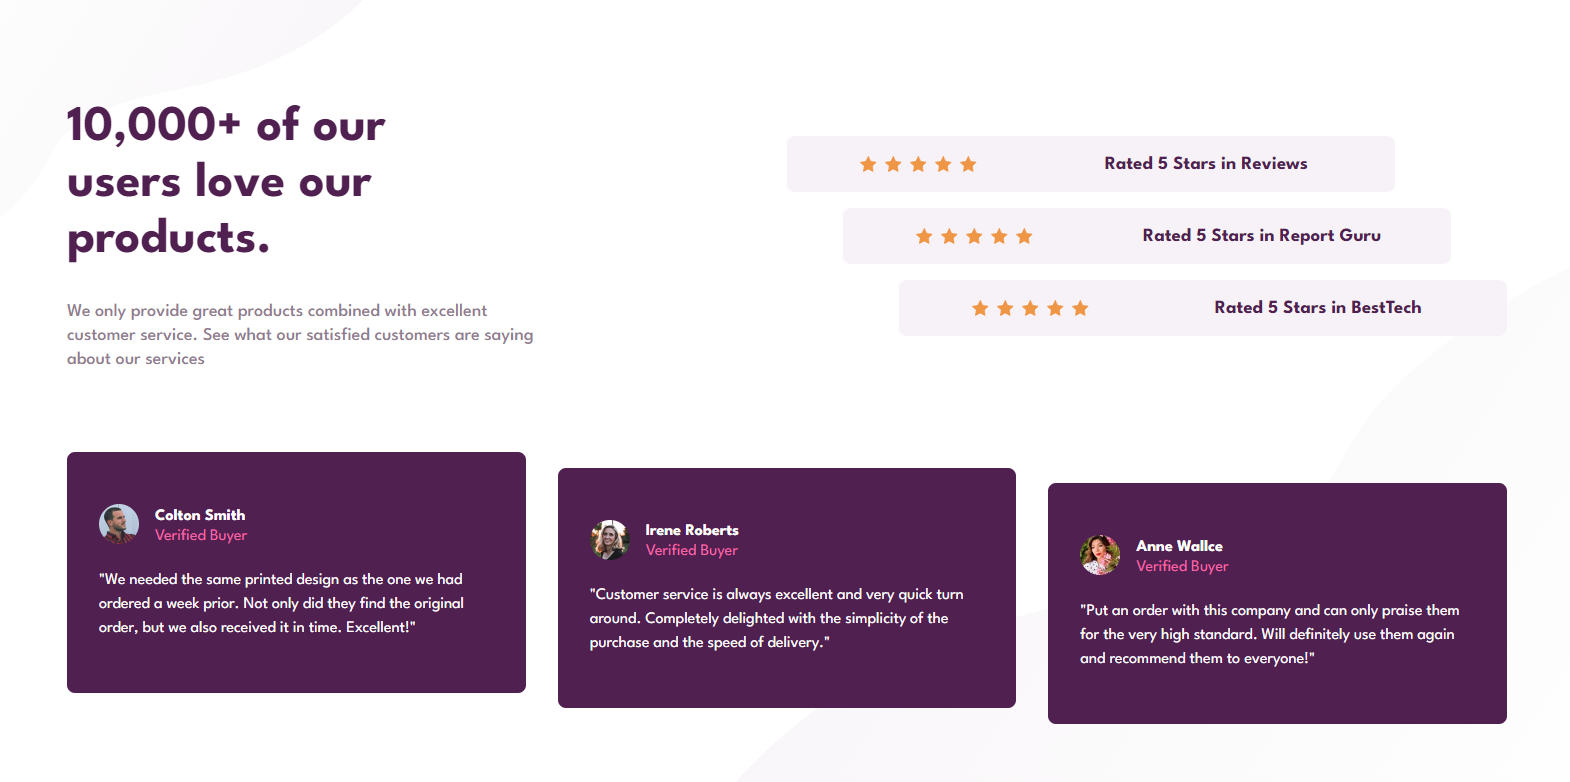 10,000+ of our
users love our
products.
We only provide great products combined with excellent
customer service. See what our satisfied customers are saying
about our services
Rated 5 Stars in Reviews
Rated 5 Stars in Report Guru
Rated 5 Stars in BestTech
Colton Smith
Verified Buyer
"We needed the same printed design as the one we had
ordered a week prior. Not only did they find the original
order, but we also received it in time. Excellent!"
Irene Roberts
Verified Buyer
"Customer service is always excellent and very quick turn
around. Completely delighted with the simplicity of the
purchase and the speed of delivery."
Anne Wallce
Verified Buyer
"Put an order with this company and can only praise them
for the very high standard. Will definitely use them again
and recommend them to everyone!"